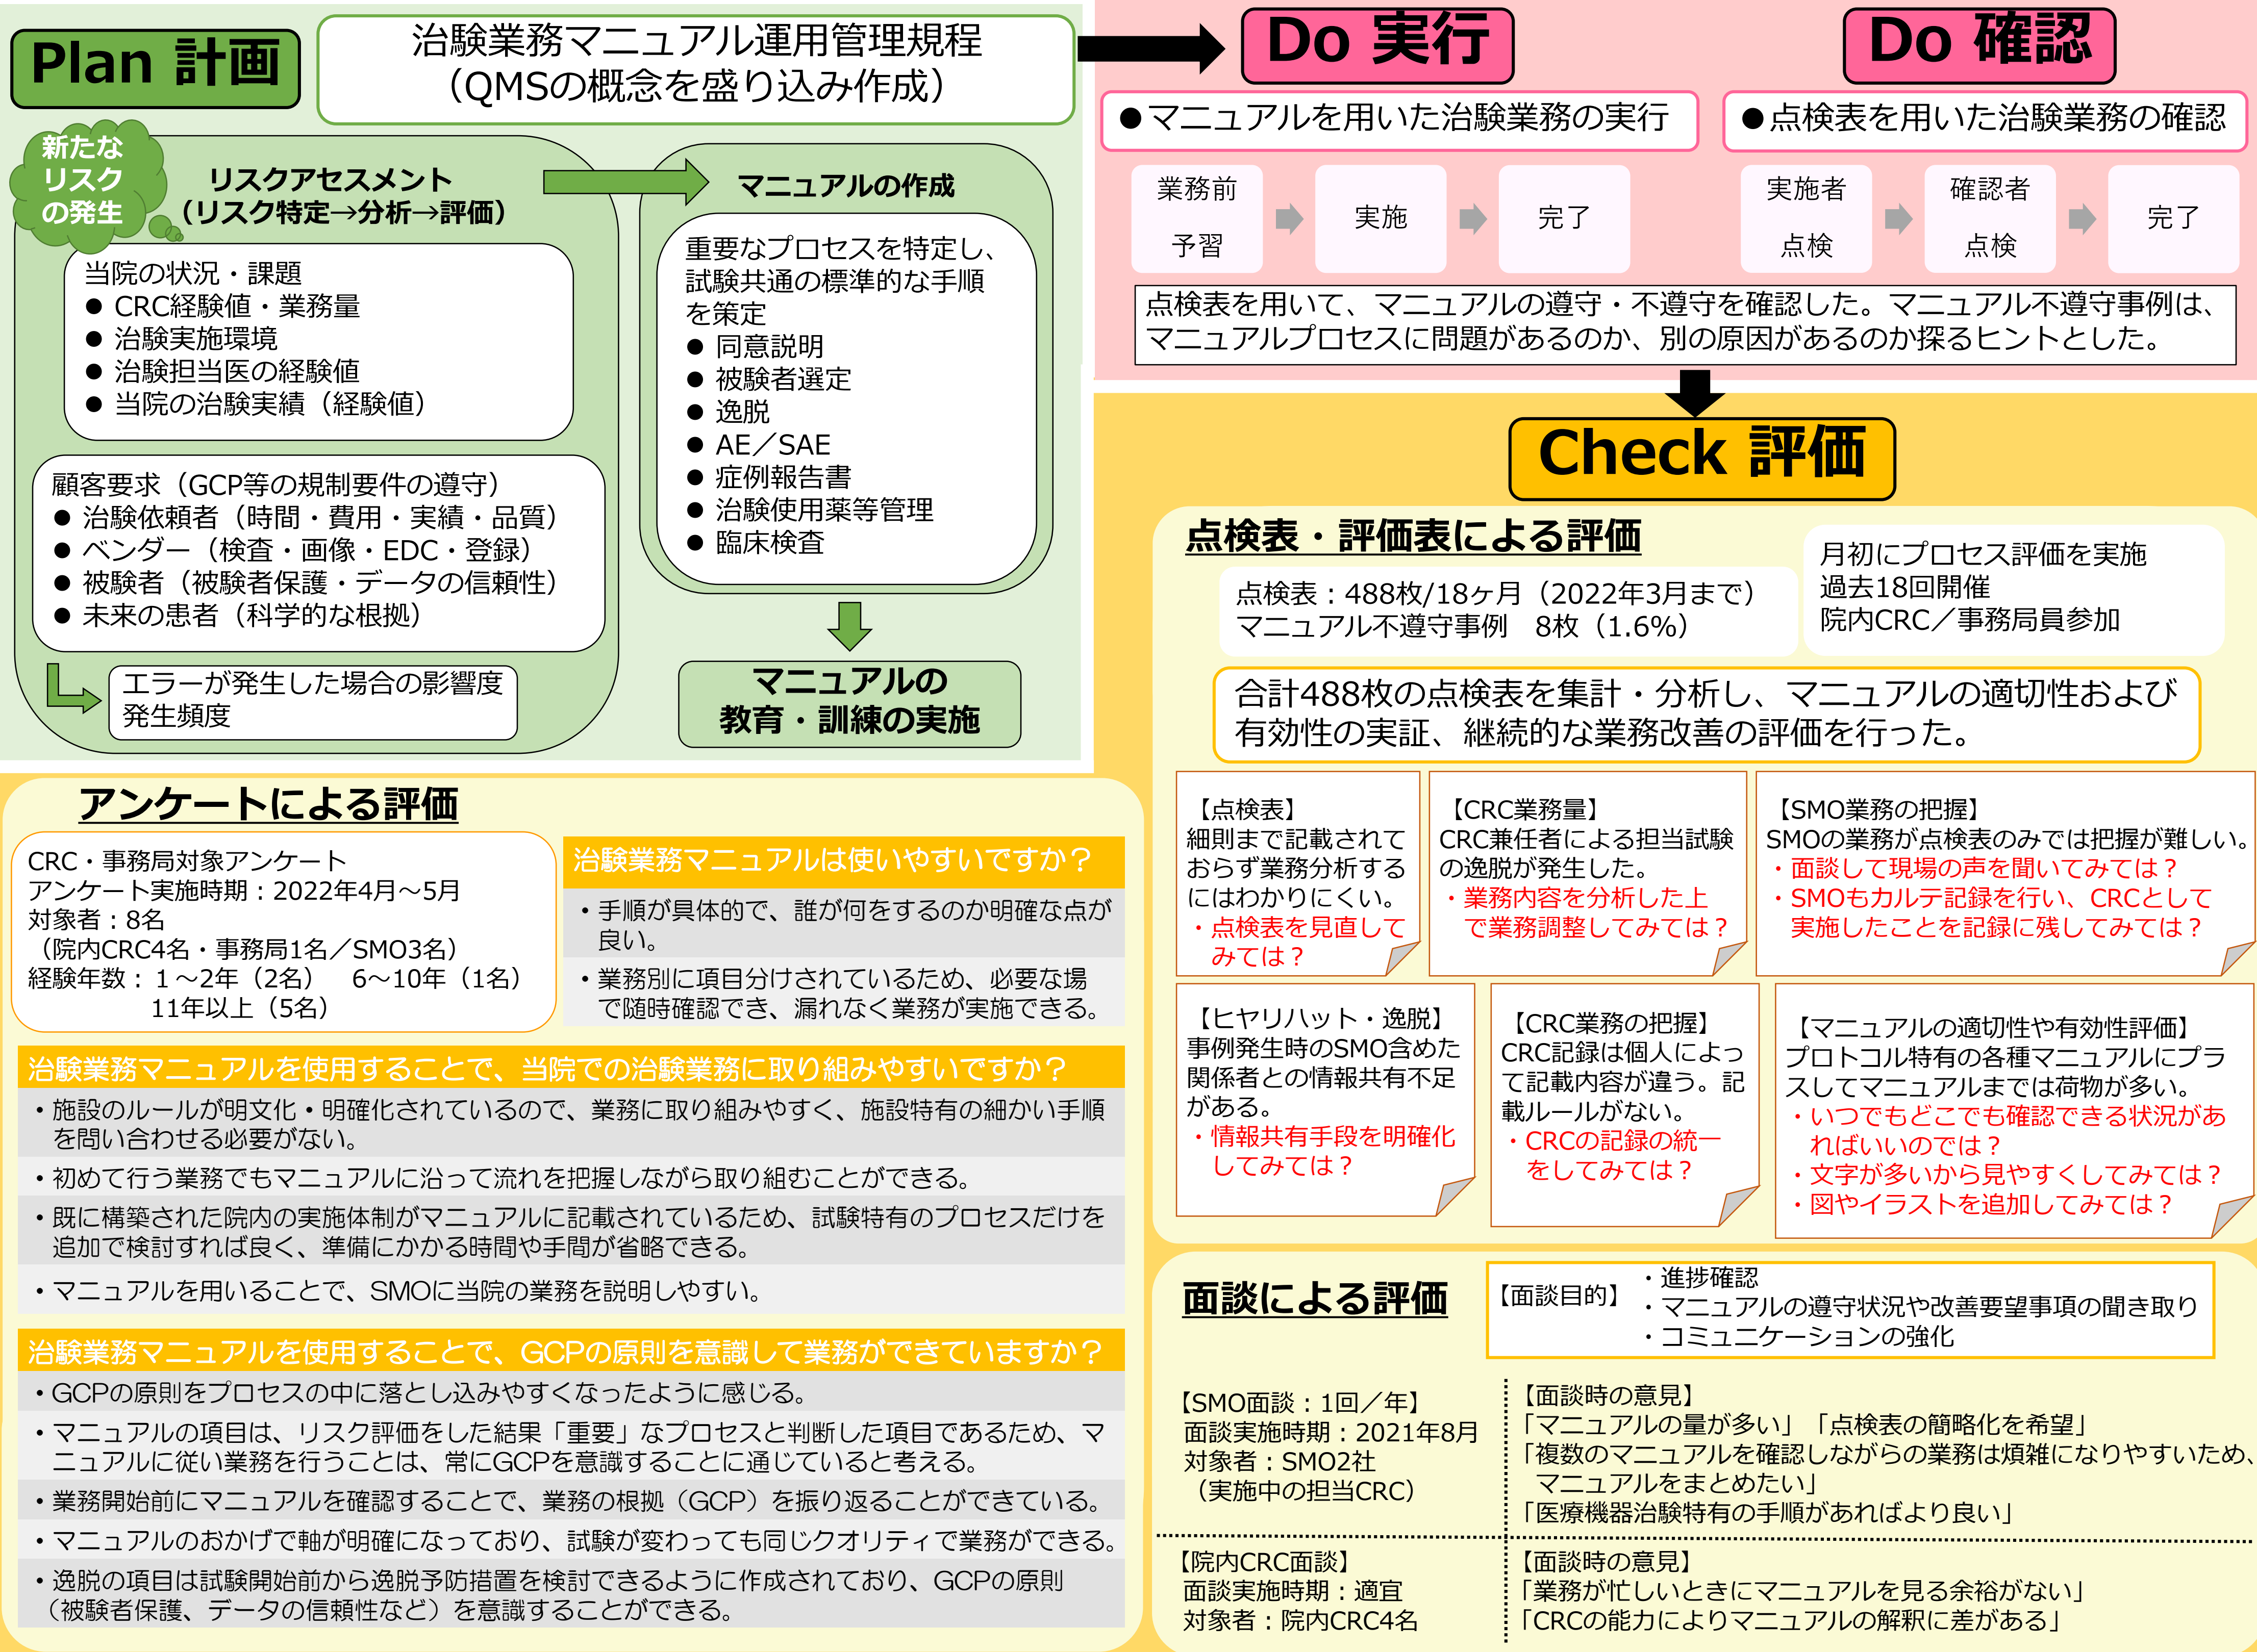 Plan 計画
治験業務マニュアル運用管理規程
（QMSの概念を盛り込み作成）
新たな
リスク
の発生
リスクアセスメント
（リスク特定→分析→評価）
当院の状況・課題
● CRC経験値・業務量
● 治験実施環境
● 治験担当医の経験値
● 当院の治験実績（経験値）
顧客要求（GCP等の規制要件の遵守）
● 治験依頼者（時間・費用・実績・品質）
● ベンダー（検査・画像・EDC・登録）
● 被験者（被験者保護・データの信頼性）
● 未来の患者（科学的な根拠）
エラーが発生した場合の影響度
発生頻度
マニュアルの作成
重要なプロセスを特定し、
試験共通の標準的な手順
を策定
● 同意説明
● 被験者選定
● 逸脱
● AE／SAE
● 症例報告書
● 治験使用薬等管理
● 臨床検査
マニュアルの
教育・訓練の実施
Do 実行
●マニュアルを用いた治験業務の実行
業務前
予習
実施
完了
Do 確認
●点検表を用いた治験業務の確認
実施者
点検
確認者
点検
完了
点検表を用いて、マニュアルの遵守・不遵守を確認した。マニュアル不遵守事例は、
マニュアルプロセスに問題があるのか、別の原因があるのか探るヒントとした。
Check 評価
点検表・評価表による評価
点検表：488枚/18ヶ月（2022年3月まで）
マニュアル不遵守事例　8枚（1.6%）
月初にプロセス評価を実施
過去18回開催
院内CRC／事務局員参加
合計488枚の点検表を集計・分析し、マニュアルの適切性および
有効性の実証、継続的な業務改善の評価を行った。
【点検表】
細則まで記載されて
おらず業務分析する
にはわかりにくい。
・点検表を見直して
みては？
【CRC業務量】
CRC兼任者による担当試験
の逸脱が発生した。
・業務内容を分析した上
で業務調整してみては？
【SMO業務の把握】
SMOの業務が点検表のみでは把握が難しい。
・面談して現場の声を聞いてみては？
・SMOもカルテ記録を行い、CRCとして
実施したことを記録に残してみては？
【ヒヤリハット・逸脱】
事例発生時のSMO含めた
関係者との情報共有不足
がある。
・情報共有手段を明確化
してみては？
【CRC業務の把握】
CRC記録は個人によっ
て記載内容が違う。記
載ルールがない。
・CRCの記録の統一
をしてみては？
【マニュアルの適切性や有効性評価】
プロトコル特有の各種マニュアルにプラ
スしてマニュアルまでは荷物が多い。
・いつでもどこでも確認できる状況があ
ればいいのでは？
・文字が多いから見やすくしてみては？
・図やイラストを追加してみては？
アンケートによる評価
CRC・事務局対象アンケート
アンケート実施時期：2022年4月～5月
対象者：8名
（院内CRC4名・事務局1名／SMO3名）
経験年数：１～2年（2名）　6～10年（1名）
11年以上（5名）
治験業務マニュアルは使いやすいですか？
・手順が具体的で、誰が何をするのか明確な点が
良い。
・業務別に項目分けされているため、必要な場
で随時確認でき、漏れなく業務が実施できる。
治験業務マニュアルを使用することで、当院での治験業務に取り組みやすいですか？
・施設のルールが明文化・明確化されているので、業務に取り組みやすく、施設特有の細かい手順
を問い合わせる必要がない。
・初めて行う業務でもマニュアルに沿って流れを把握しながら取り組むことができる。
・既に構築された院内の実施体制がマニュアルに記載されているため、試験特有のプロセスだけを
追加で検討すれば良く、準備にかかる時間や手間が省略できる。
・マニュアルを用いることで、SMOに当院の業務を説明しやすい。
治験業務マニュアルを使用することで、GCPの原則を意識して業務ができていますか？
・GCPの原則をプロセスの中に落とし込みやすくなったように感じる。
・マニュアルの項目は、リスク評価をした結果「重要」なプロセスと判断した項目であるため、マ
ニュアルに従い業務を行うことは、常にGCPを意識することに通じていると考える。
・業務開始前にマニュアルを確認することで、業務の根拠（GCP）を振り返ることができている。
・マニュアルのおかげで軸が明確になっており、試験が変わっても同じクオリティで業務ができる。
・逸脱の項目は試験開始前から逸脱予防措置を検討できるように作成されており、GCPの原則
（被験者保護、データの信頼性など）を意識することができる。
面談による評価
【面談目的】
・進捗確認
・マニュアルの遵守状況や改善要望事項の聞き取り
・コミュニケーションの強化
【SMO面談：1回／年】
面談実施時期：2021年8月
対象者：SMO2社
（実施中の担当CRC）
【面談時の意見】
「マニュアルの量が多い」「点検表の簡略化を希望」
「複数のマニュアルを確認しながらの業務は煩雑になりやすいため、
マニュアルをまとめたい」
「医療機器治験特有の手順があればより良い」
【院内CRC面談】
面談実施時期：適宜
対象者：院内CRC4名
【面談時の意見】
「業務が忙しいときにマニュアルを見る余裕がない」
「CRCの能力によりマニュアルの解釈に差がある」